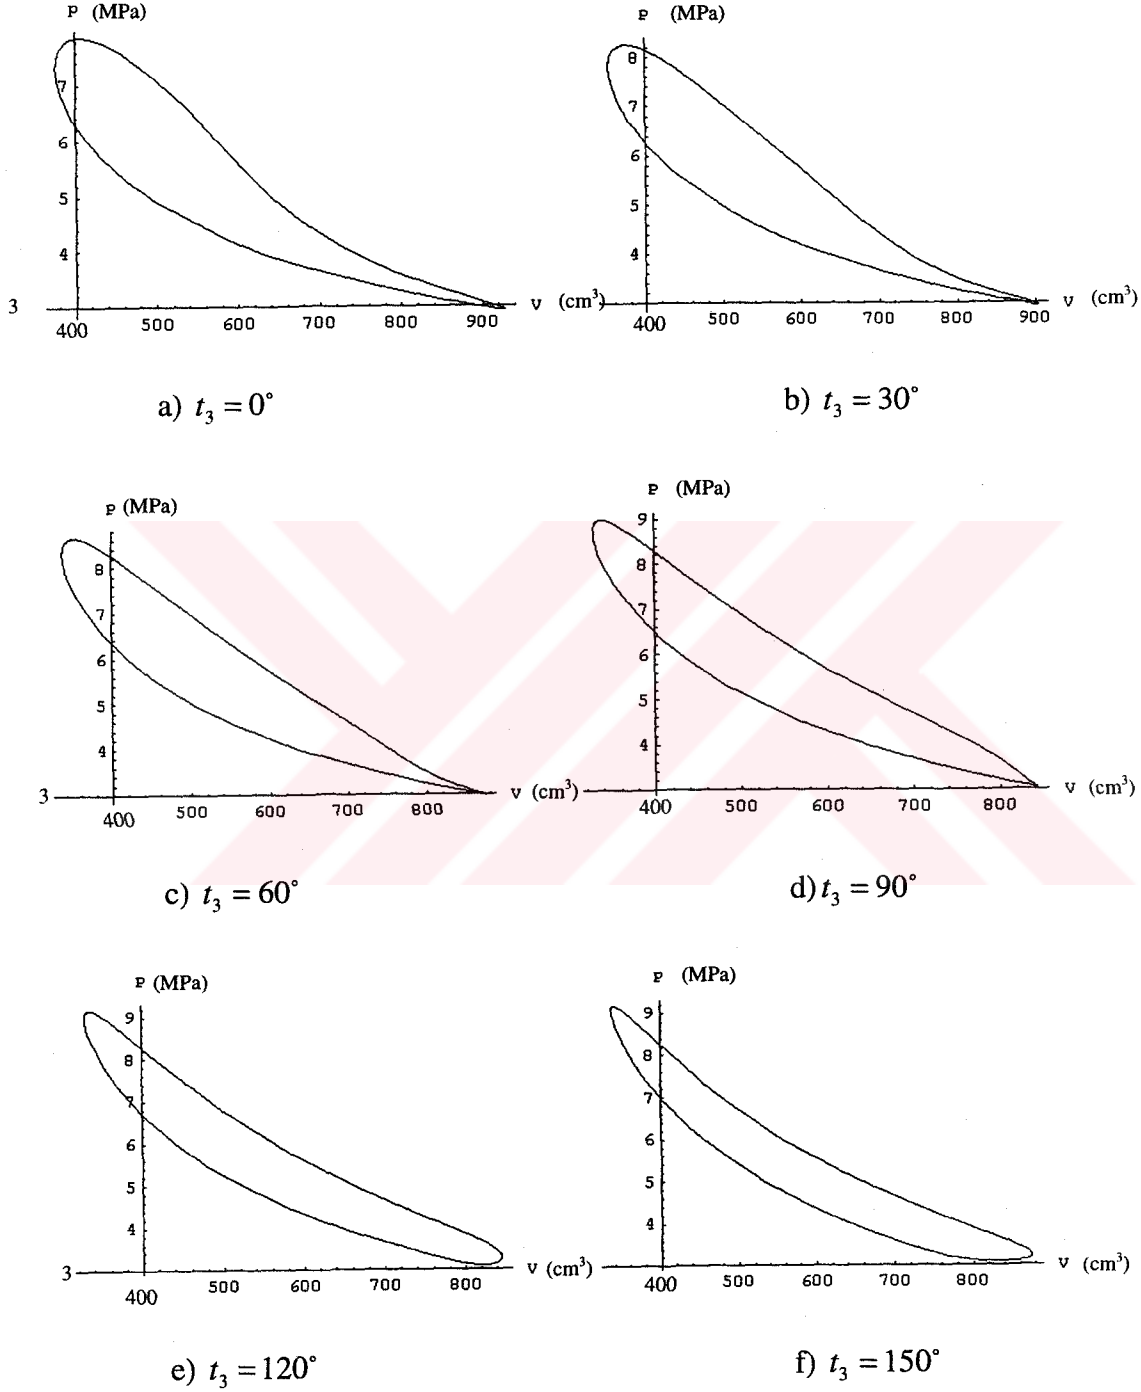 P (MPa)
7
6
5
4
3
400 500 600 700 800 900 V (cm³)
a) t₃ = 0°
P (MPa)
8
7
6
5
4
400 500 600 700 800 900 V (cm³)
b) t₃ = 30°
P (MPa)
8
7
6
5
4
3
400 500 600 700 800 V (cm³)
c) t₃ = 60°
P (MPa)
9
8
7
6
5
4
400 500 600 700 800 V (cm³)
d) t₃ = 90°
P (MPa)
9
8
7
6
5
4
3
400 500 600 700 800 V (cm³)
e) t₃ = 120°
P (MPa)
9
8
7
6
5
4
400 500 600 700 800 V (cm³)
f) t₃ = 150°